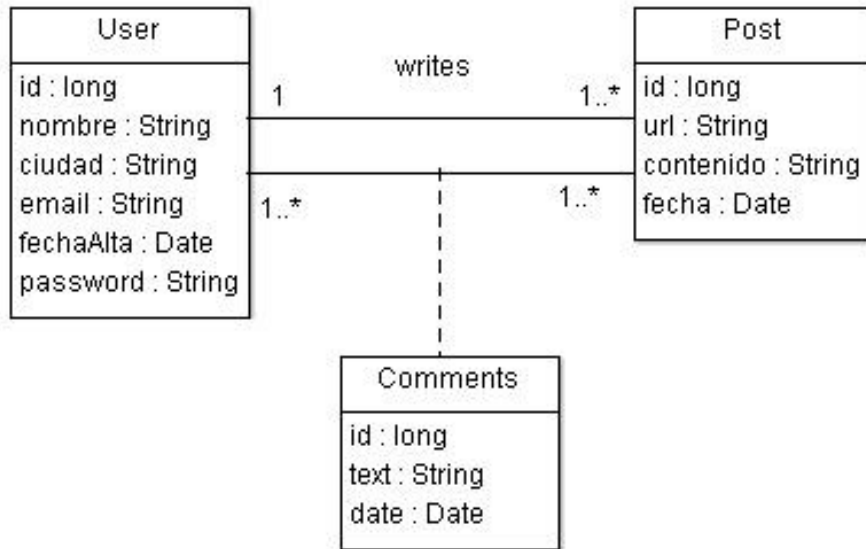 User
id : long
nombre : String
ciudad : String
email : String
fechaAlta : Date
password : String
writes
1
1..*
1..*
1..*
Post
id : long
url : String
contenido : String
fecha : Date
Comments
id : long
text : String
date : Date